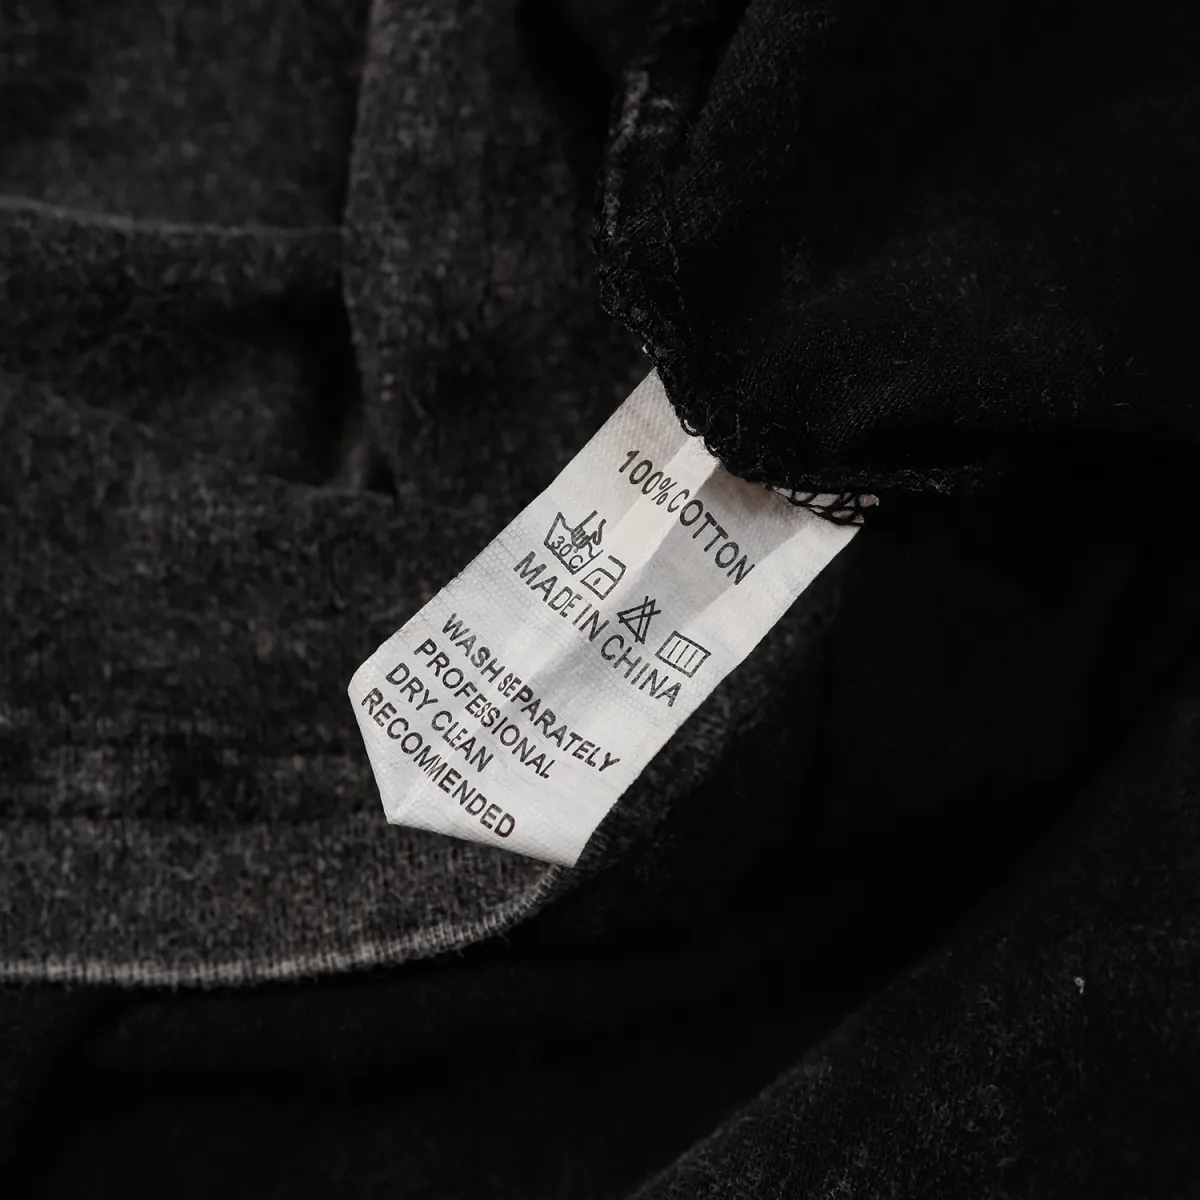 100% COTTON
30°C
MADE IN CHINA
WASH SEPARATELY
PROFESSIONAL
DRY CLEAN
RECOMMENDED